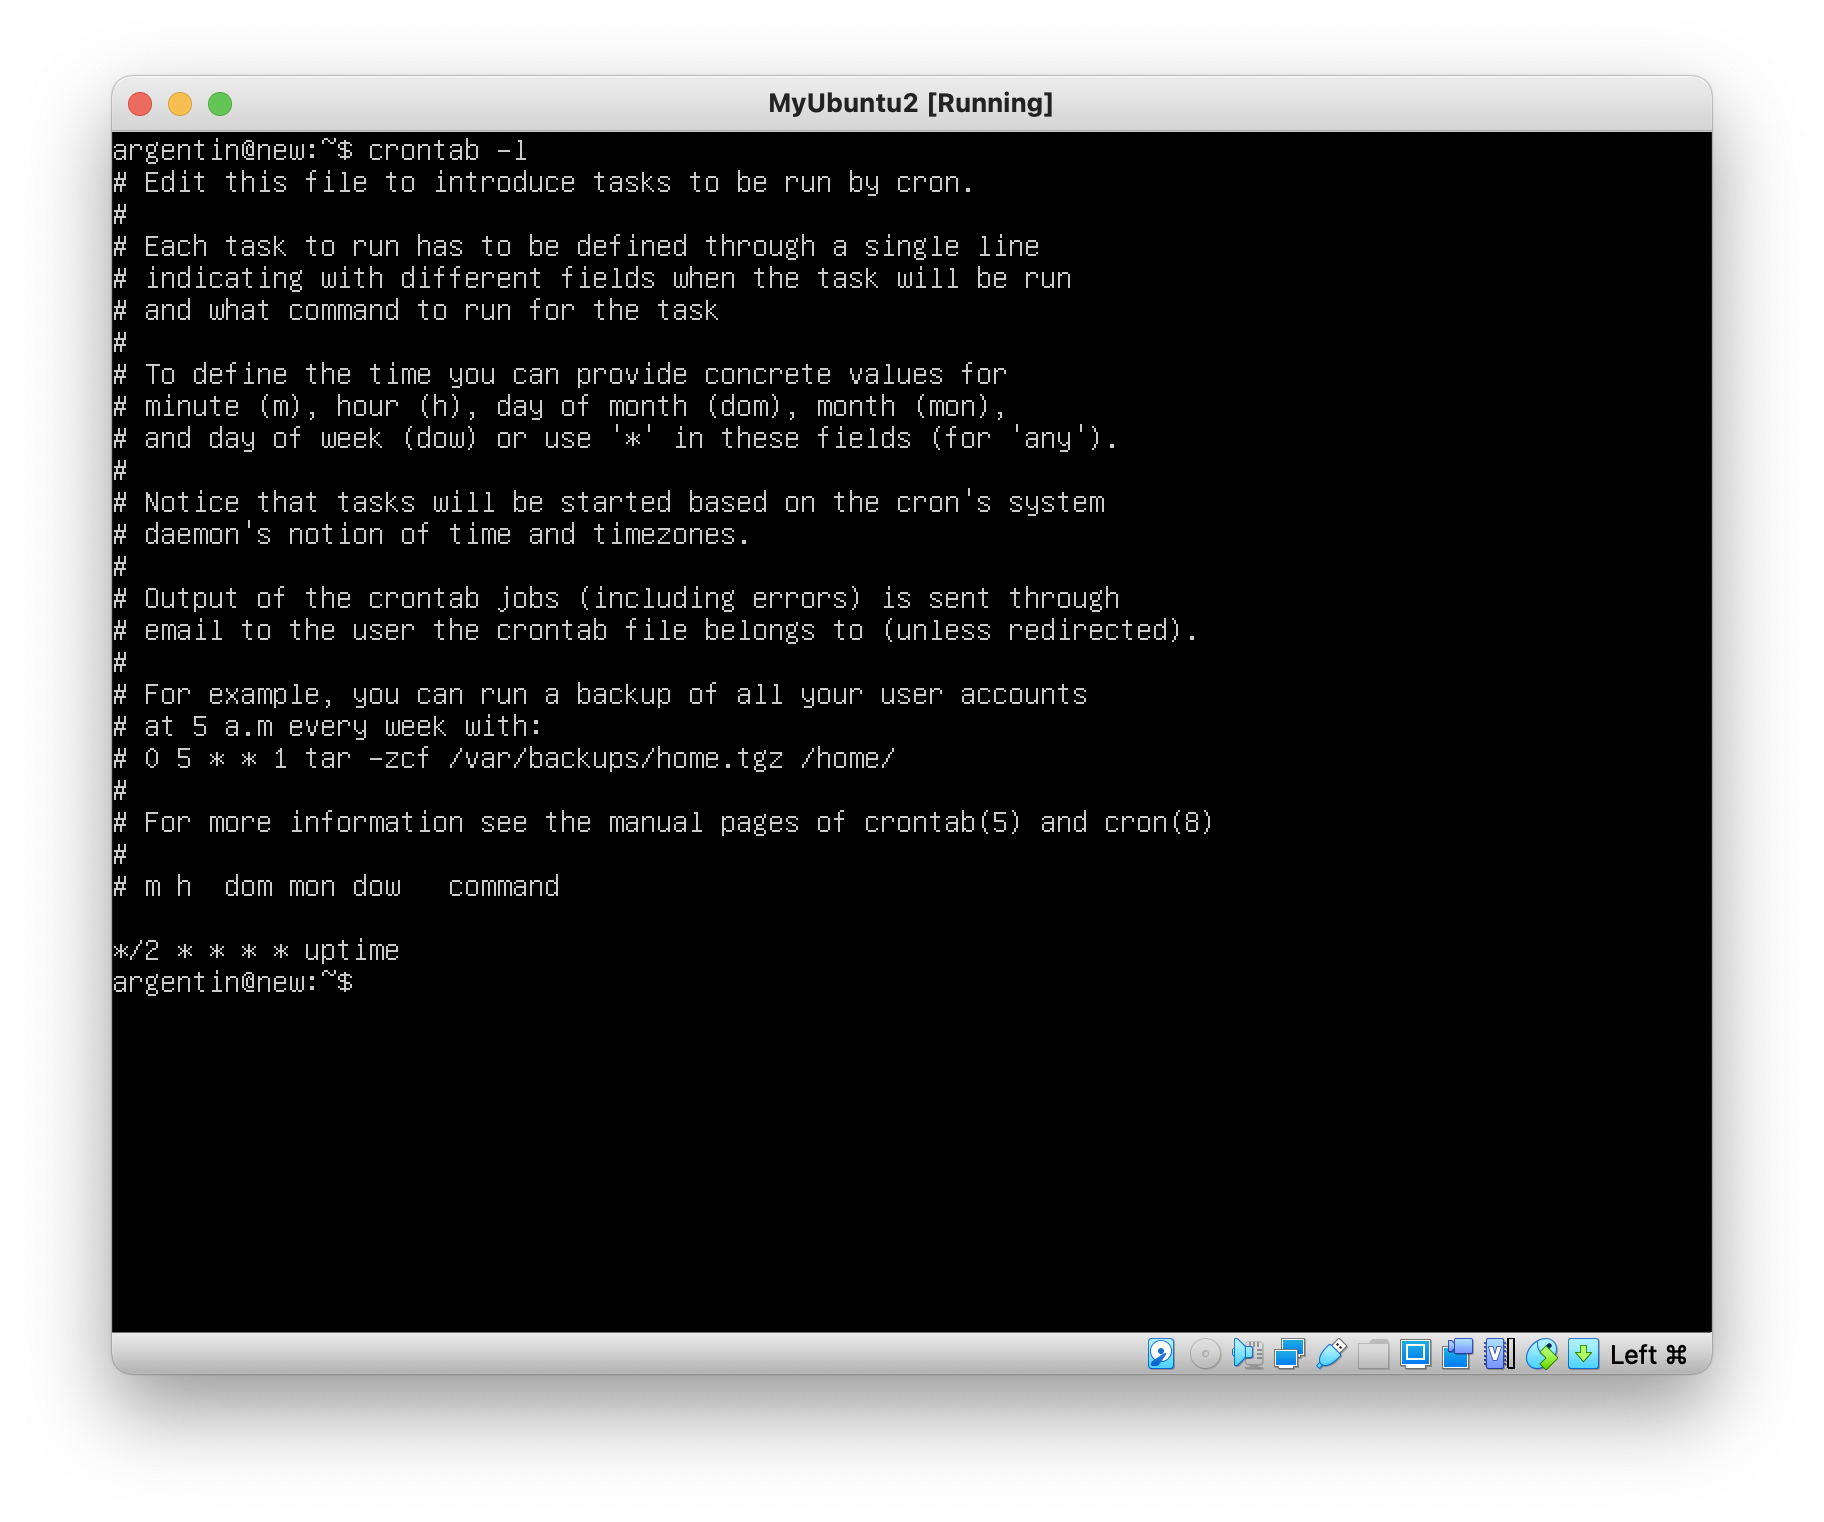 MyUbuntu2 [Running]
argentin@new:~$ crontab -l
# Edit this file to introduce tasks to be run by cron.
#
# Each task to run has to be defined through a single line
# indicating with different fields when the task will be run
# and what command to run for the task
#
# To define the time you can provide concrete values for
# minute (m), hour (h), day of month (dom), month (mon),
# and day of week (dow) or use '*' in these fields (for 'any').
#
# Notice that tasks will be started based on the cron's system
# daemon's notion of time and timezones.
#
# Output of the crontab jobs (including errors) is sent through
# email to the user the crontab file belongs to (unless redirected).
#
# For example, you can run a backup of all your user accounts
# at 5 a.m every week with:
# 0 5 * * 1 tar -zcf /var/backups/home.tgz /home/
#
# For more information see the manual pages of crontab(5) and cron(8)
#
# m h  dom mon dow   command

*/2 * * * * uptime
argentin@new:~$
Left ⌘